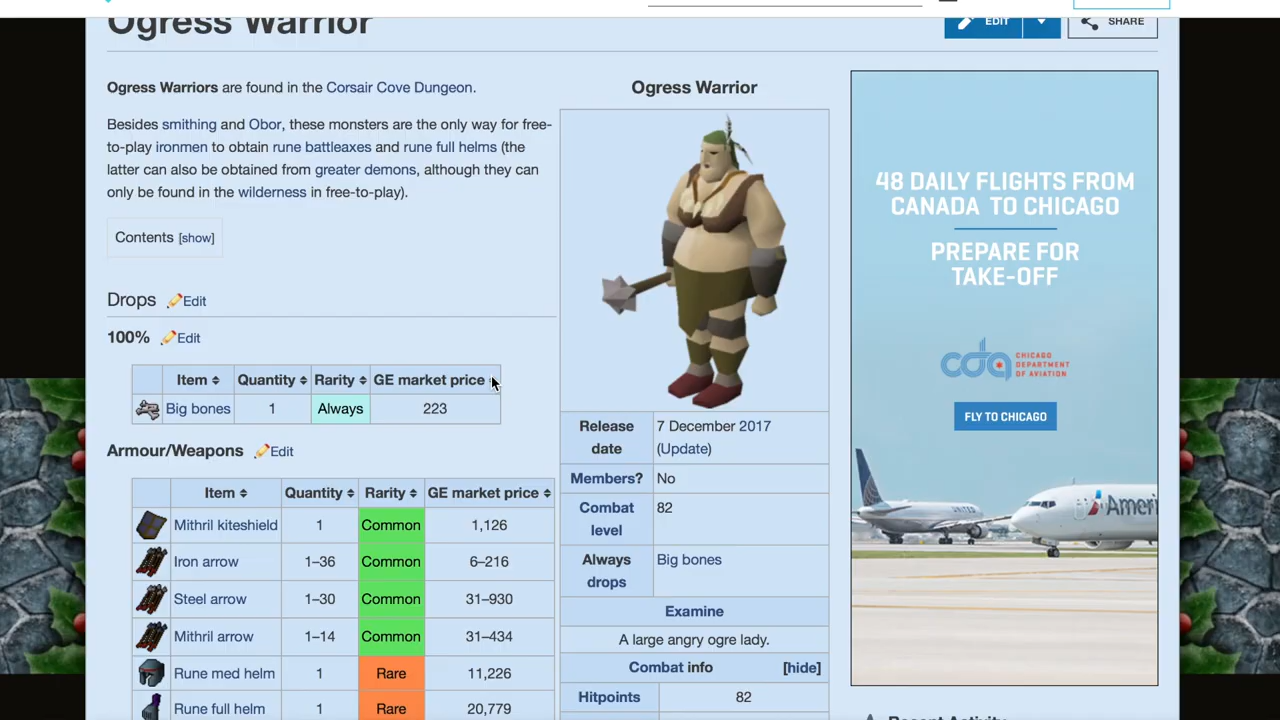 Ogress Warrior
EDIT
SHARE
Ogress Warriors are found in the Corsair Cove Dungeon.
Besides smithing and Obor, these monsters are the only way for free-
to-play ironmen to obtain rune battleaxes and rune full helms (the
latter can also be obtained from greater demons, although they can
only be found in the wilderness in free-to-play).
Contents [show]
Drops Edit
100% Edit
Item Quantity Rarity GE market price
Big bones 1 Always 223
Armour/Weapons Edit
Item Quantity Rarity GE market price
Mithril kiteshield 1 Common 1,126
Iron arrow 1–36 Common 6–216
Steel arrow 1–30 Common 31–930
Mithril arrow 1–14 Common 31–434
Rune med helm 1 Rare 11,226
Rune full helm 1 Rare 20,779
Ogress Warrior
Release date 7 December 2017 (Update)
Members? No
Combat level 82
Always drops Big bones
Examine
A large angry ogre lady.
Combat info [hide]
Hitpoints 82
48 DAILY FLIGHTS FROM
CANADA TO CHICAGO
PREPARE FOR
TAKE-OFF
cda CHICAGO
DEPARTMENT
OF AVIATION
FLY TO CHICAGO
UNITED
Ameri
Recent Activity